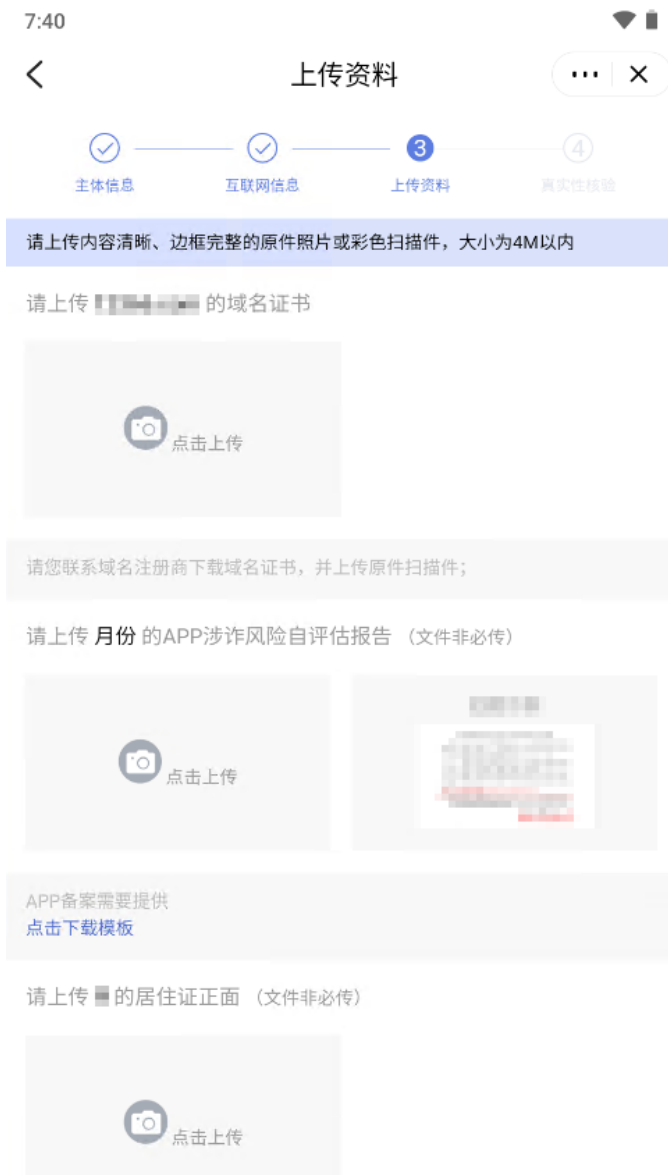 7:40
上传资料
3
4
主体信息
互联网信息
上传资料
真实性核验
请上传内容清晰、边框完整的原件照片或彩色扫描件，大小为4M以内
请上传 的域名证书
点击上传
请您联系域名注册商下载域名证书，并上传原件扫描件；
请上传 月份 的APP涉诈风险自评估报告 （文件非必传）
点击上传
APP备案需要提供
点击下载模板
请上传 的居住证正面 （文件非必传）
点击上传